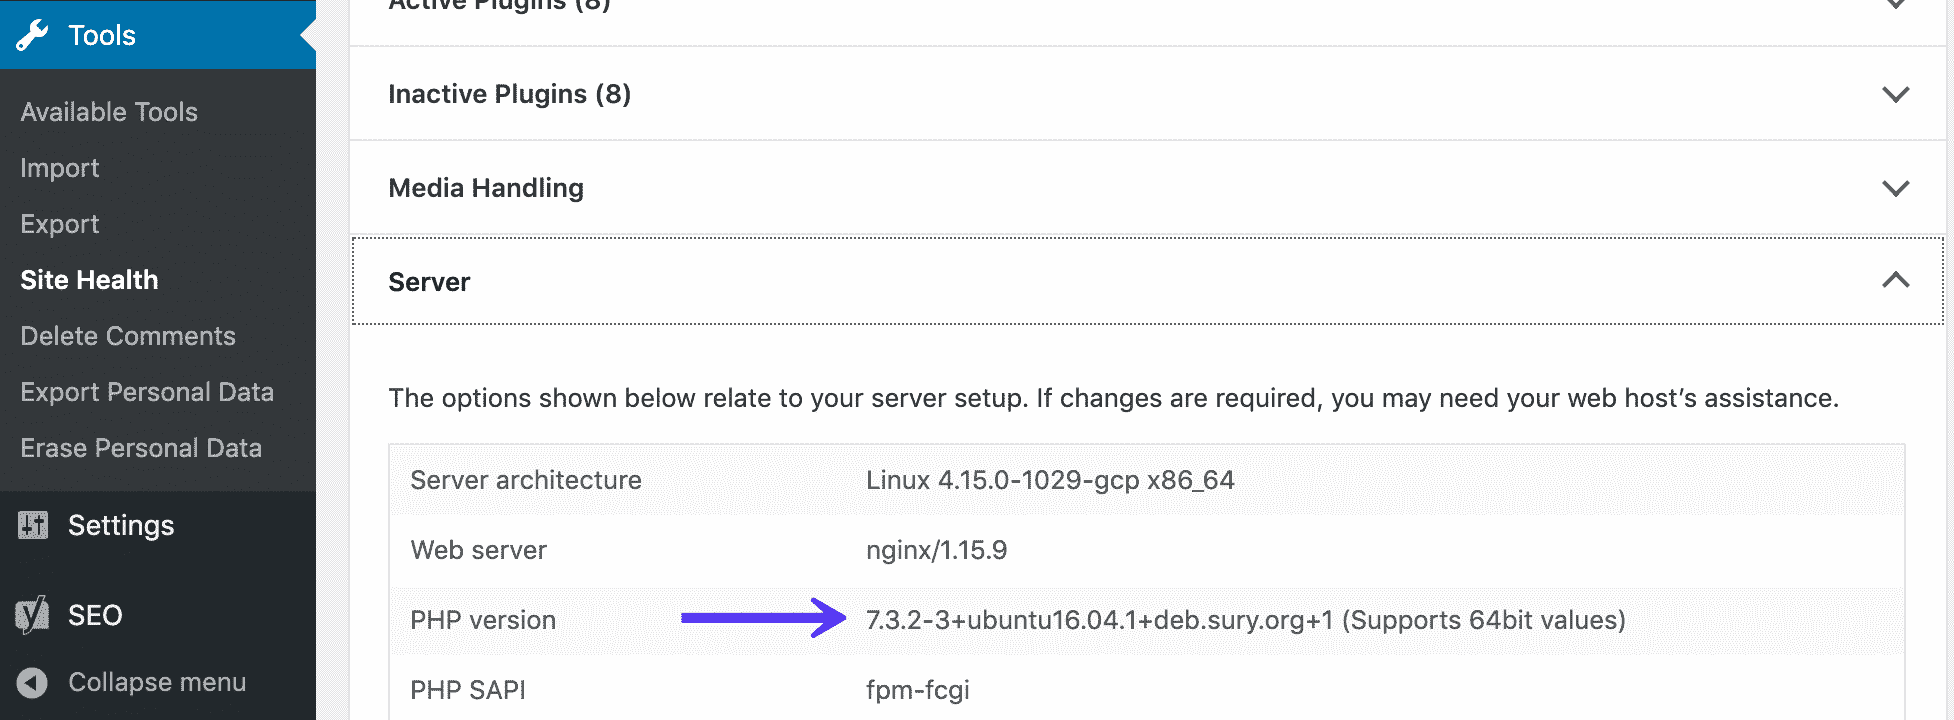 Tools
Available Tools
Import
Export
Site Health
Delete Comments
Export Personal Data
Erase Personal Data
Settings
SEO
Collapse menu
Active Plugins (8)
Inactive Plugins (8)
Media Handling
Server
The options shown below relate to your server setup. If changes are required, you may need your web host’s assistance.
Server architecture Linux 4.15.0-1029-gcp x86_64
Web server nginx/1.15.9
PHP version 7.3.2-3+ubuntu16.04.1+deb.sury.org+1 (Supports 64bit values)
PHP SAPI fpm-fcgi